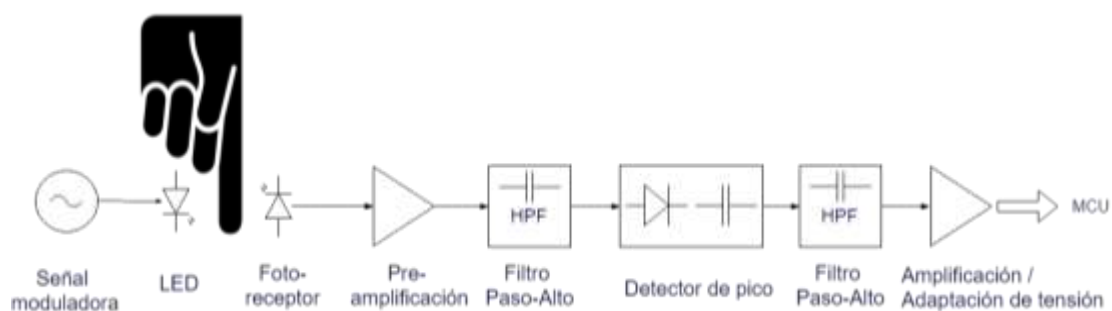 HPF
HPF
MCU
Señal
moduladora
LED
Foto-
receptor
Pre-
amplificación
Filtro
Paso-Alto
Detector de pico
Filtro
Paso-Alto
Amplificación /
Adaptación de tensión